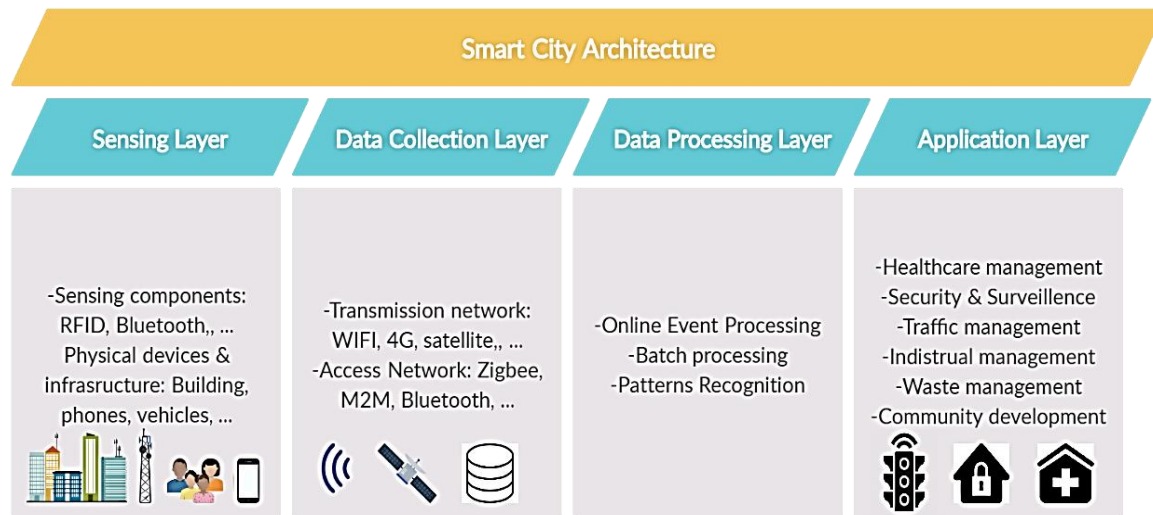 Smart City Architecture
Sensing Layer
Data Collection Layer
Data Processing Layer
Application Layer
-Sensing components:
RFID, Bluetooth,, ...
Physical devices &
infrasructure: Building,
phones, vehicles, ...
-Transmission network:
WIFI, 4G, satellite,, ...
-Access Network: Zigbee,
M2M, Bluetooth, ...
-Online Event Processing
-Batch processing
-Patterns Recognition
-Healthcare management
-Security & Surveillence
-Traffic management
-Indistrual management
-Waste management
-Community development